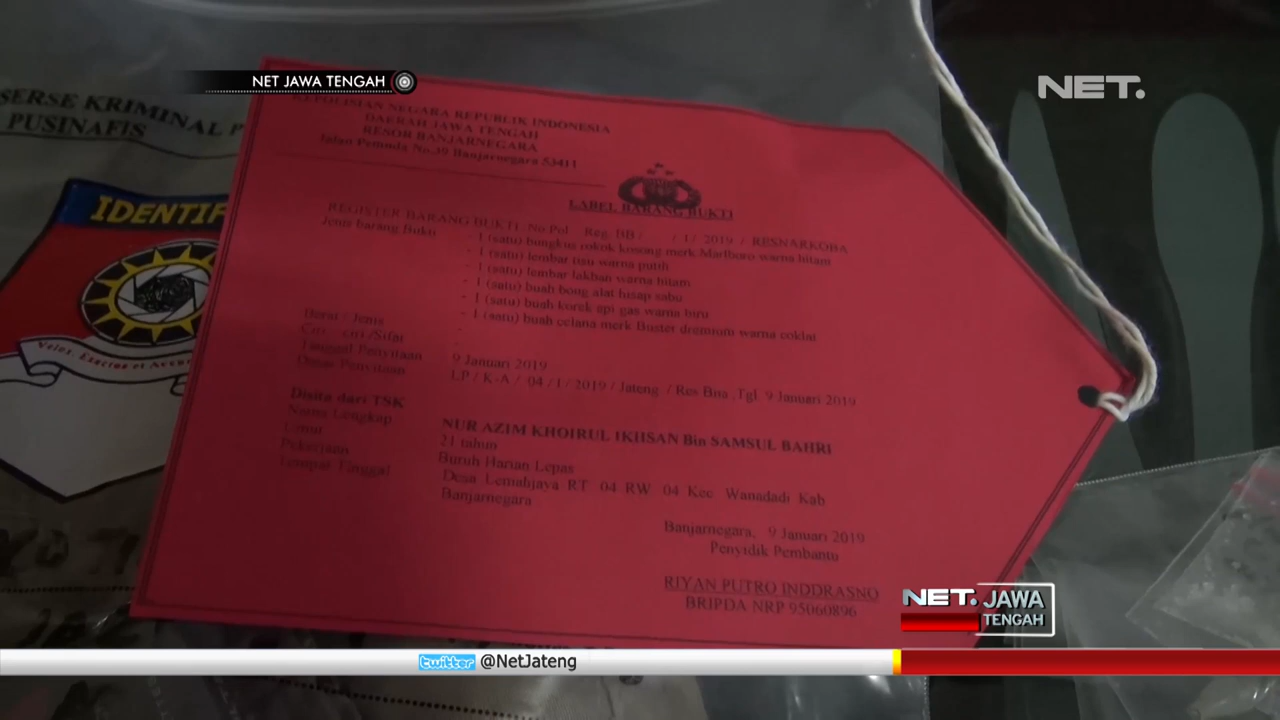 NET JAWA TENGAH
NET.
SERSE KRIMINAL P
PUSINAFIS
IDENTIF
KEPOLISIAN NEGARA REPUBLIK INDONESIA
DAERAH JAWA TENGAH
RESOR BANJARNEGARA
Jalan Pemuda No.39 Banjarnegara 53411
LABEL BARANG BUKTI
REGISTER BARANG BUKTI No.Pol Reg. BB / / 1 / 2019 / RESNARKOBA
Jenis barang Bukti - 1 (satu) bungkus rokok kosong merk Marlboro warna hitam
- 1 (satu) lembar tisu warna putih
- 1 (satu) lembar lakban warna hitam
- 1 (satu) buah bong alat hisap sabu
- 1 (satu) buah korek api gas warna biru
- 1 (satu) buah celana merk Buster dremium warna coklat
Berat / Jenis
Ciri - ciri /Sifat -
Tanggal Penyitaan 9 Januari 2019
Dasar Penyitaan LP / K-A / 04 / 1 / 2019 / Jateng / Res Bna ,Tgl. 9 Januari 2019
Disita dari TSK
Nama Lengkap NUR AZIM KHOIRUL IKHSAN Bin SAMSUL BAHRI
Umur 21 tahun
Pekerjaan Buruh Harian Lepas
Tempat Tinggal Desa Lemahjaya RT 04 RW 04 Kec. Wanadadi Kab
Banjarnegara
Banjarnegara, 9 Januari 2019
Penyidik Pembantu
RIYAN PUTRO INDDRASNO
BRIPDA NRP 95060896
NET. JAWA
TENGAH
twitter @NetJateng